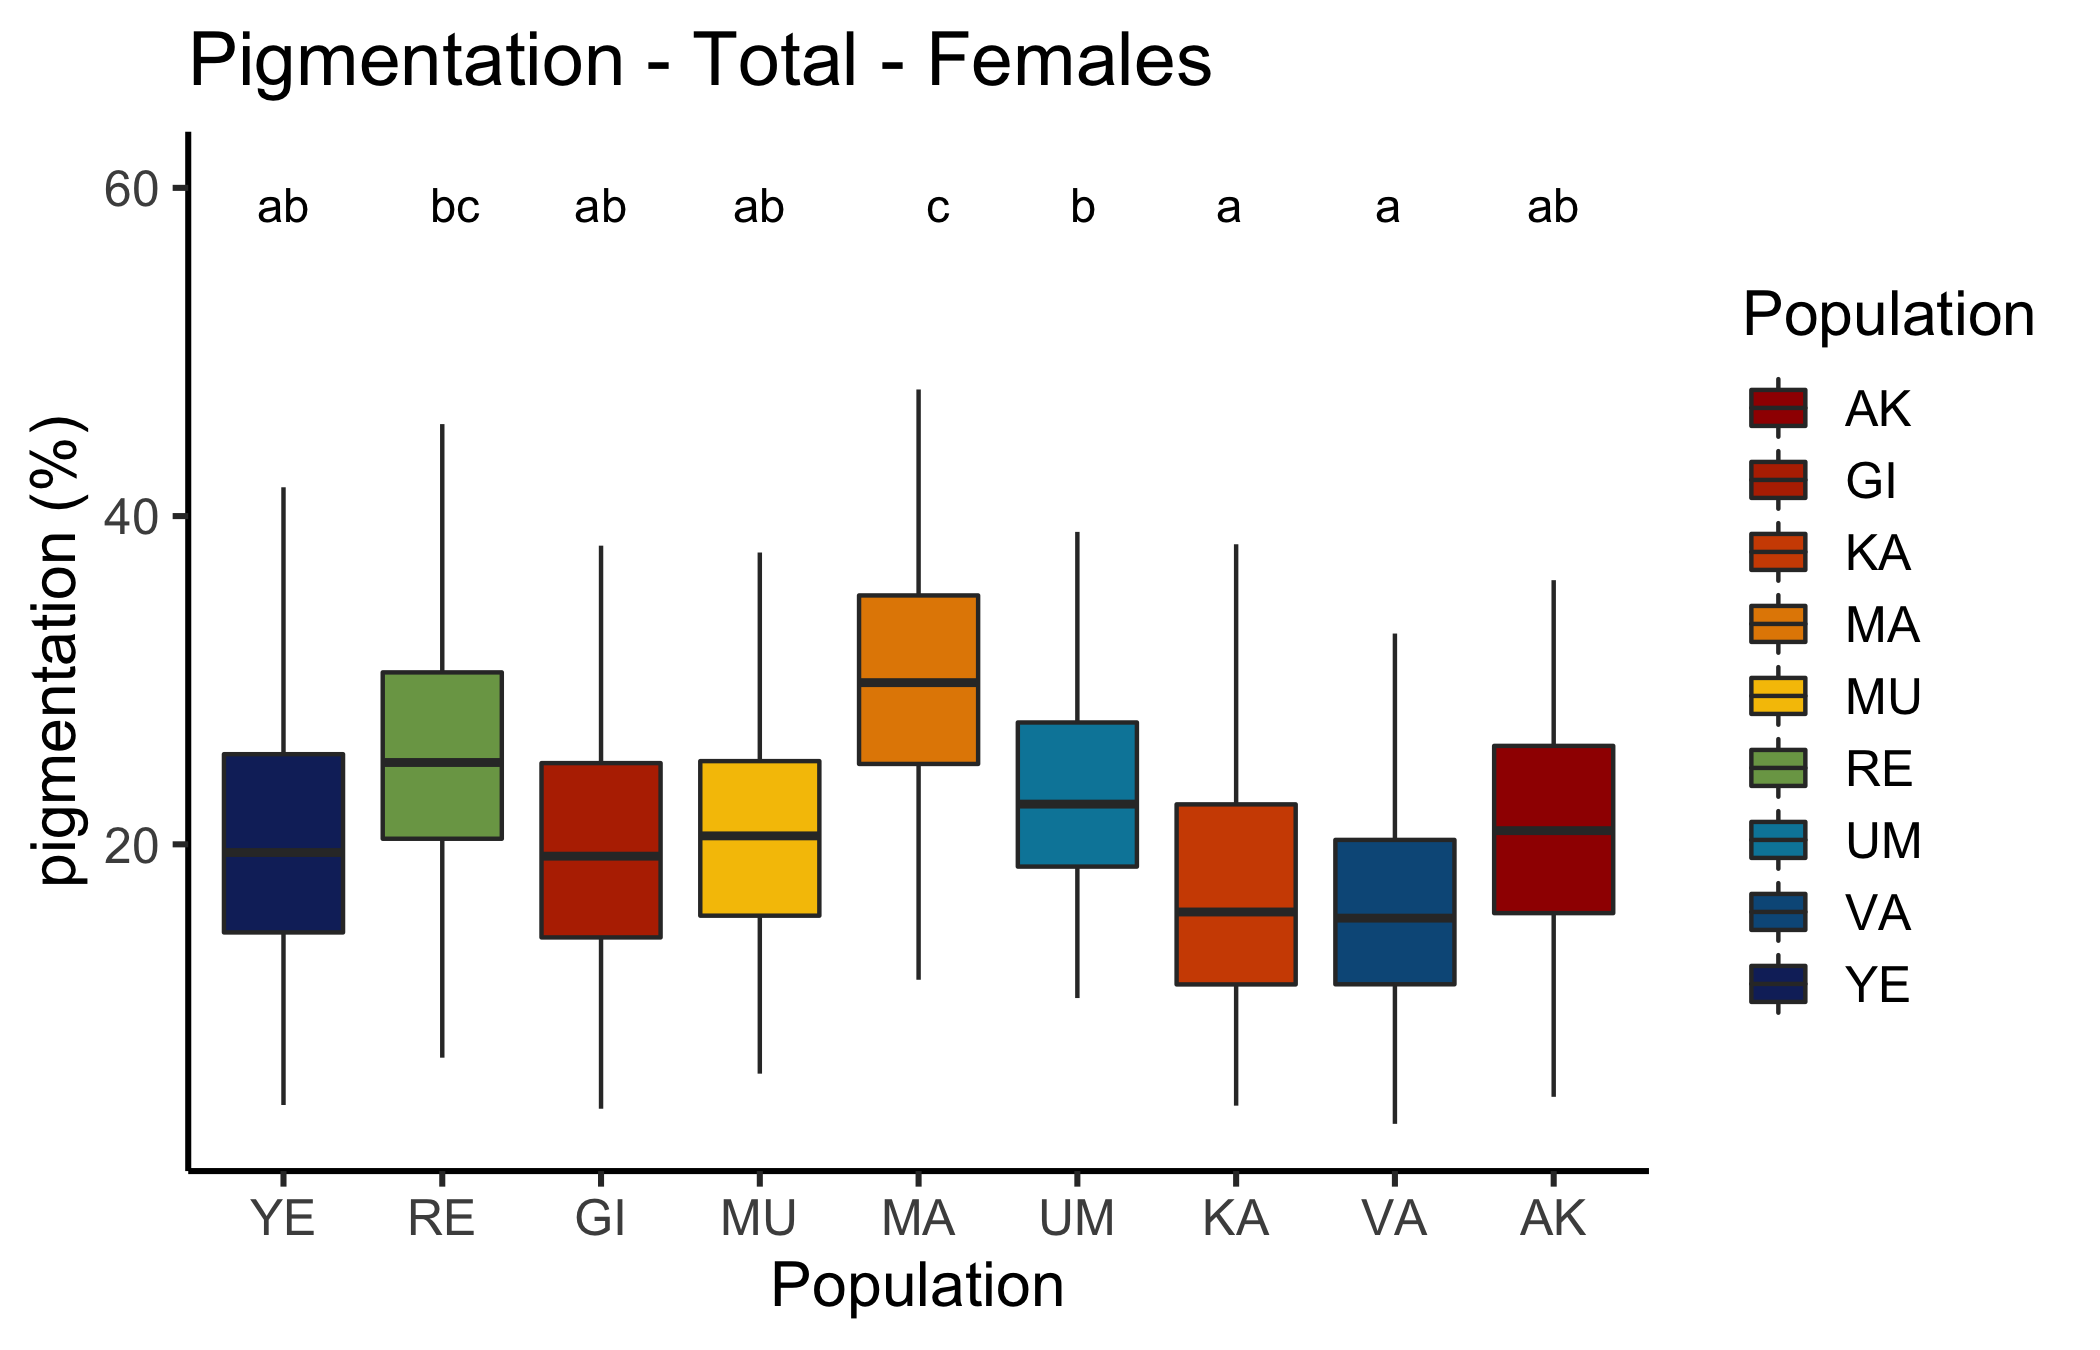 Pigmentation - Total - Females
60
40
20
pigmentation (%)
ab bc ab ab c b a a ab
YE RE GI MU MA UM KA VA AK
Population
Population
AK
GI
KA
MA
MU
RE
UM
VA
YE